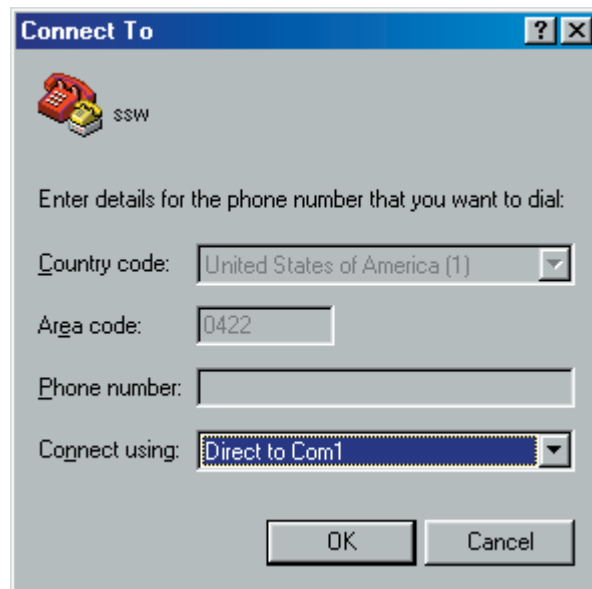 Connect To
ssw
Enter details for the phone number that you want to dial:
Country code: United States of America (1)
Area code: 0422
Phone number:
Connect using: Direct to Com1
OK Cancel